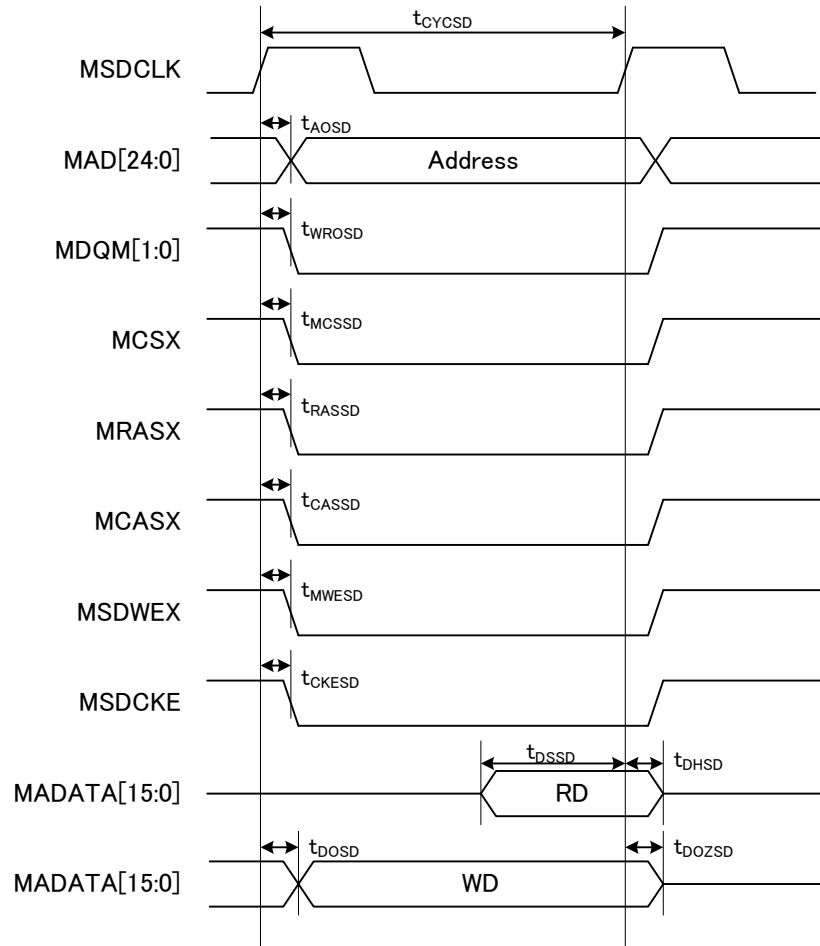 tCYCSD
MSDCLK
tAOSD
MAD[24:0]
Address
tWROSD
MDQM[1:0]
tMCSSD
MCSX
tRASSD
MRASX
tCASSD
MCASX
tMWESD
MSDWEX
tCKESD
MSDCKE
tDSSD
tDHSD
MADATA[15:0]
RD
tDOSD
tDOZSD
MADATA[15:0]
WD